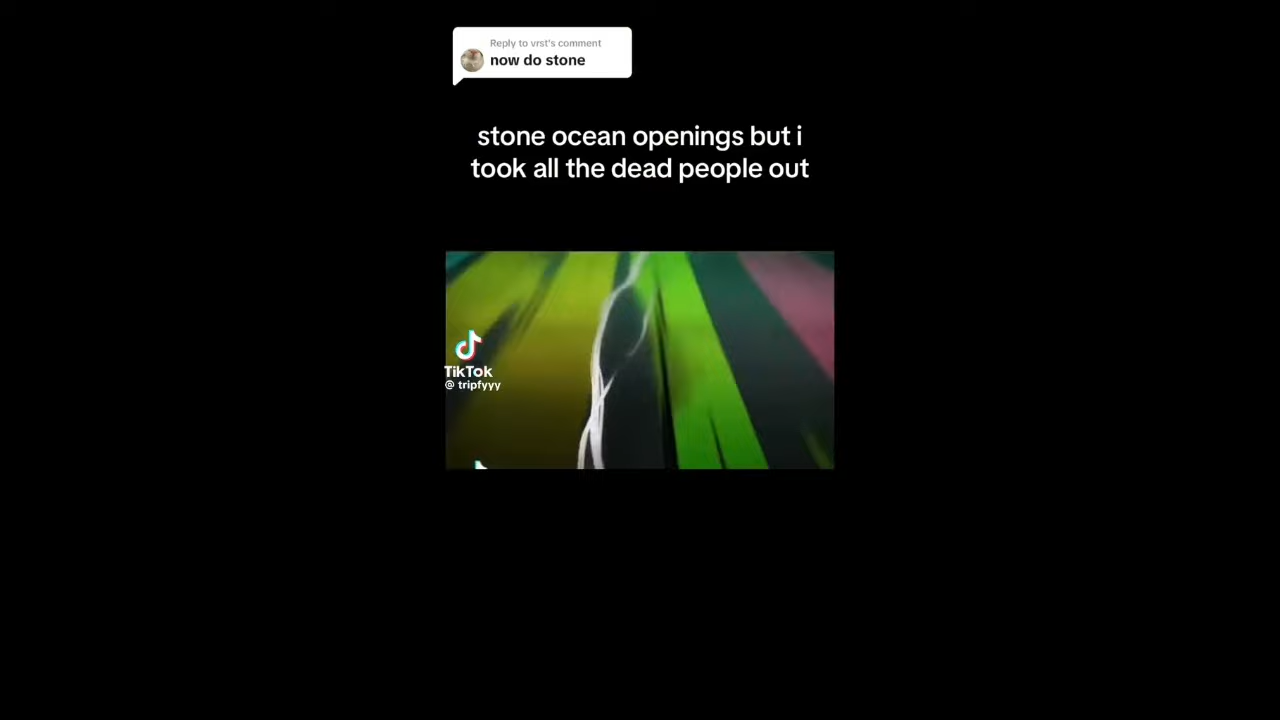 Reply to vrst's comment
now do stone
stone ocean openings but i
took all the dead people out
TikTok
@ tripfyyy